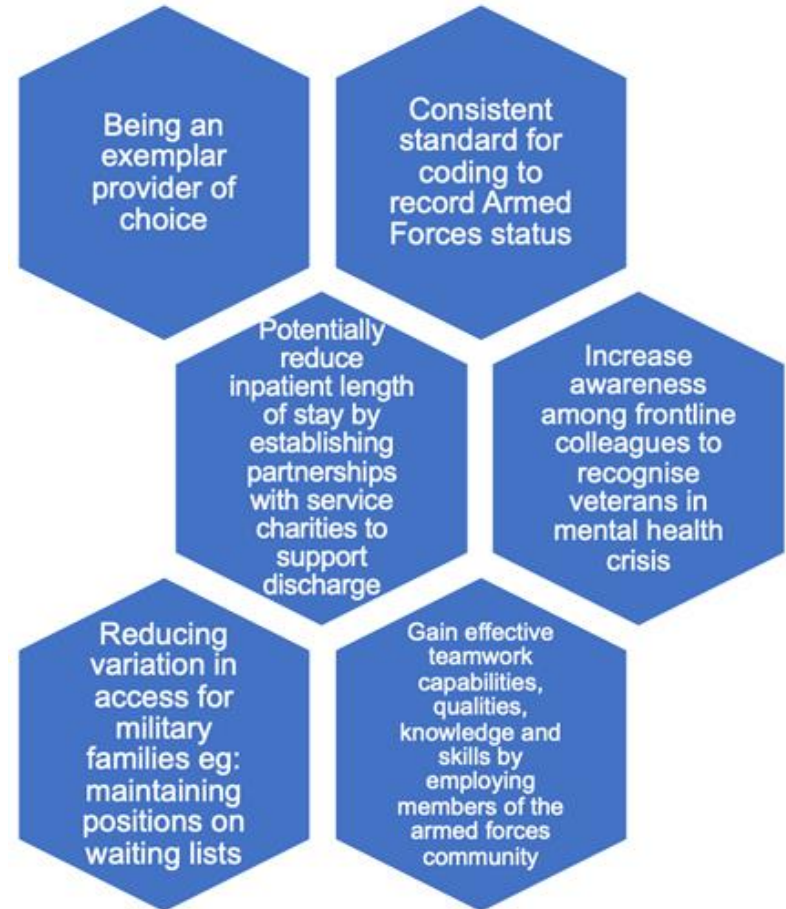 Being an
exemplar
provider of
choice
Consistent
standard for
coding to
record Armed
Forces status
Potentially
reduce
inpatient length
of stay by
establishing
partnerships
with service
charities to
support
discharge
Increase
awareness
among frontline
colleagues to
recognise
veterans in
mental health
crisis
Reducing
variation in
access for
military
families eg:
maintaining
positions on
waiting lists
Gain effective
teamwork
capabilities,
qualities,
knowledge and
skills by
employing
members of the
armed forces
community